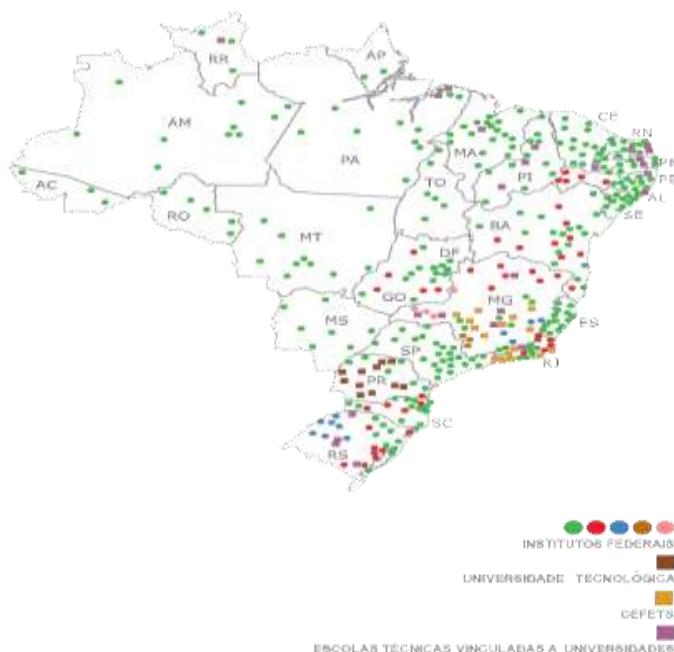 RR
AP
AM
PA
MA
CE
RN
PI
PE
AL
SE
AC
RO
TO
BA
MT
DF
GO
MG
ES
MS
SP
RJ
PR
SC
RS
INSTITUTOS FEDERAIS
UNIVERSIDADE TECNOLÓGICA
CEFETS
ESCOLAS TÉCNICAS VINCULADAS A UNIVERSIDADES